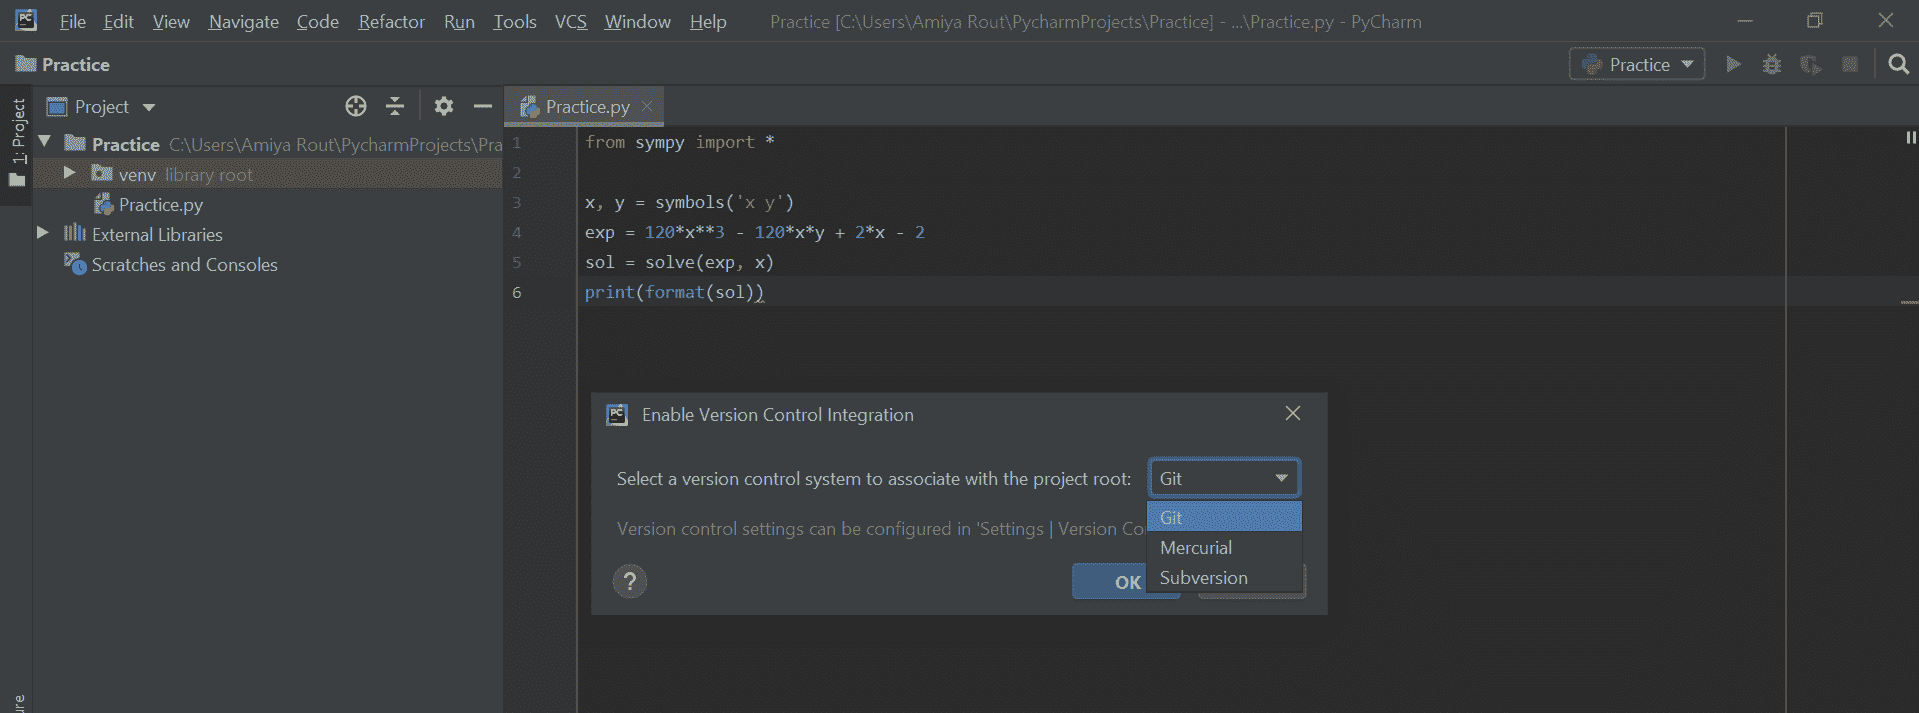 PC File Edit View Navigate Code Refactor Run Tools VCS Window Help Practice [C:\Users\Amiya Rout\PycharmProjects\Practice] - ...\Practice.py - PyCharm
Practice Practice
1: Project
Project Practice.py
Practice C:\Users\Amiya Rout\PycharmProjects\Pra
venv library root
Practice.py
External Libraries
Scratches and Consoles
1 from sympy import *
2
3 x, y = symbols('x y')
4 exp = 120*x**3 - 120*x*y + 2*x - 2
5 sol = solve(exp, x)
6 print(format(sol))
PC Enable Version Control Integration
Select a version control system to associate with the project root: Git
Git
Mercurial
Subversion
Version control settings can be configured in 'Settings | Version Co
? OK
ure